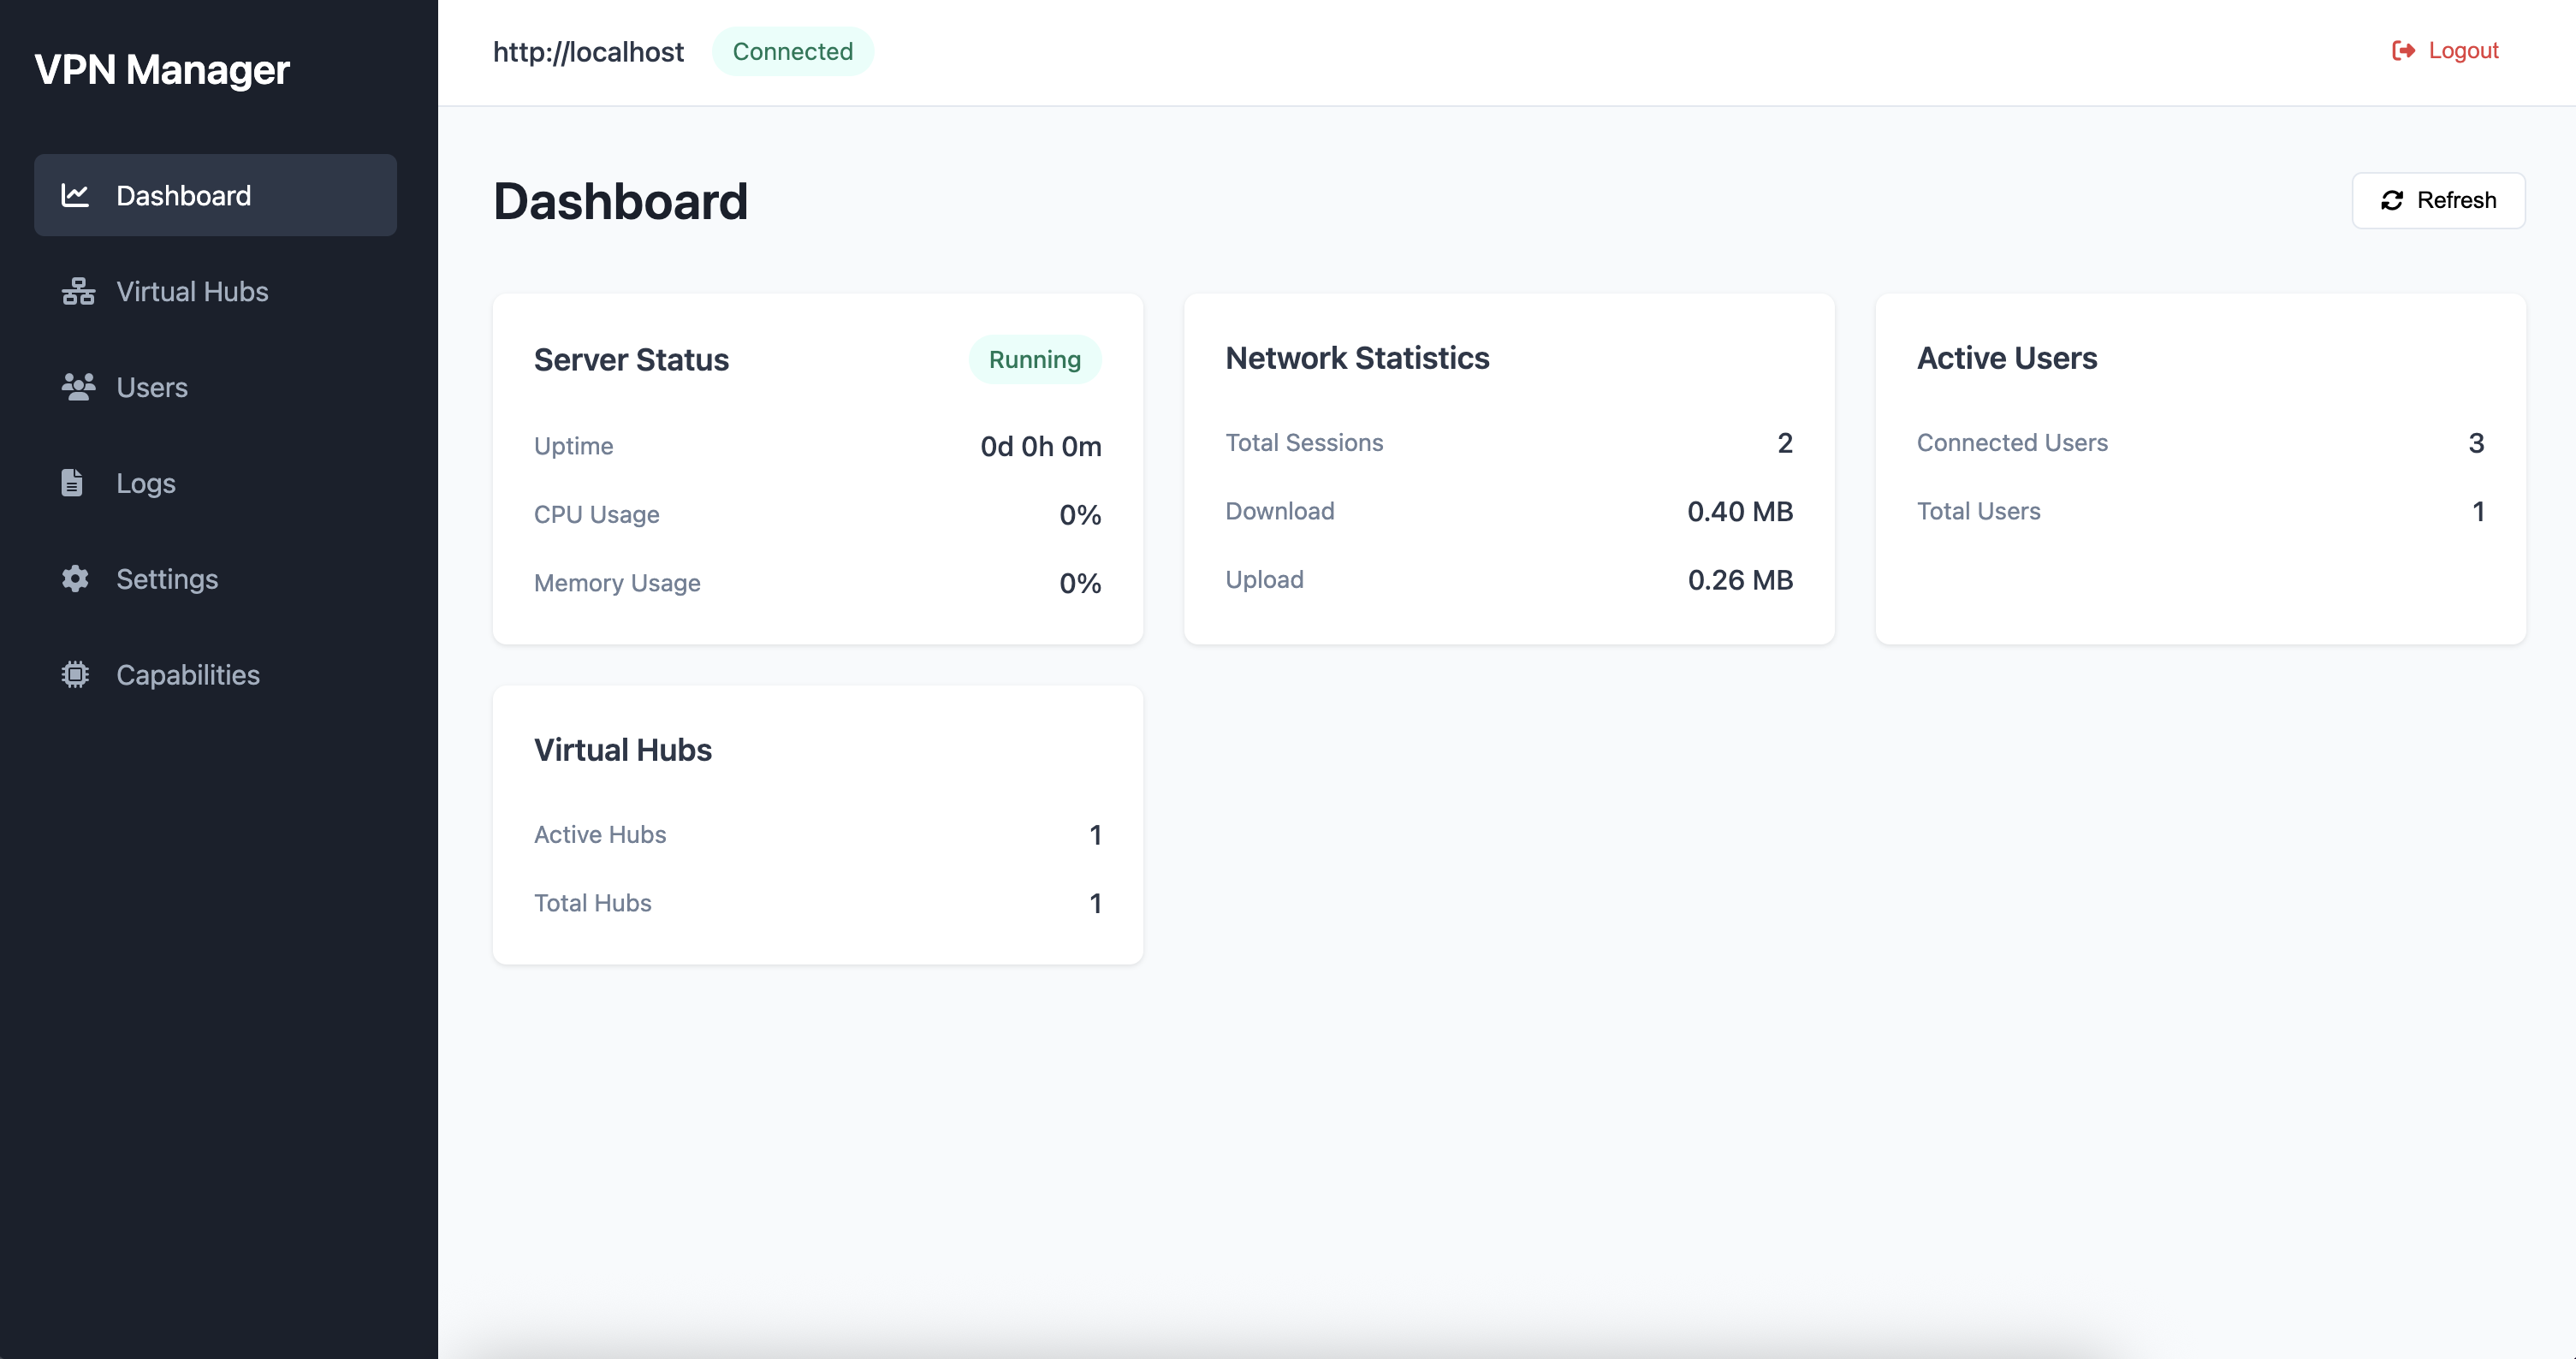 VPN Manager
Dashboard
Virtual Hubs
Users
Logs
Settings
Capabilities
http://localhost Connected
Logout
Dashboard
Refresh
Server Status Running
Uptime 0d 0h 0m
CPU Usage 0%
Memory Usage 0%
Network Statistics
Total Sessions 2
Download 0.40 MB
Upload 0.26 MB
Active Users
Connected Users 3
Total Users 1
Virtual Hubs
Active Hubs 1
Total Hubs 1